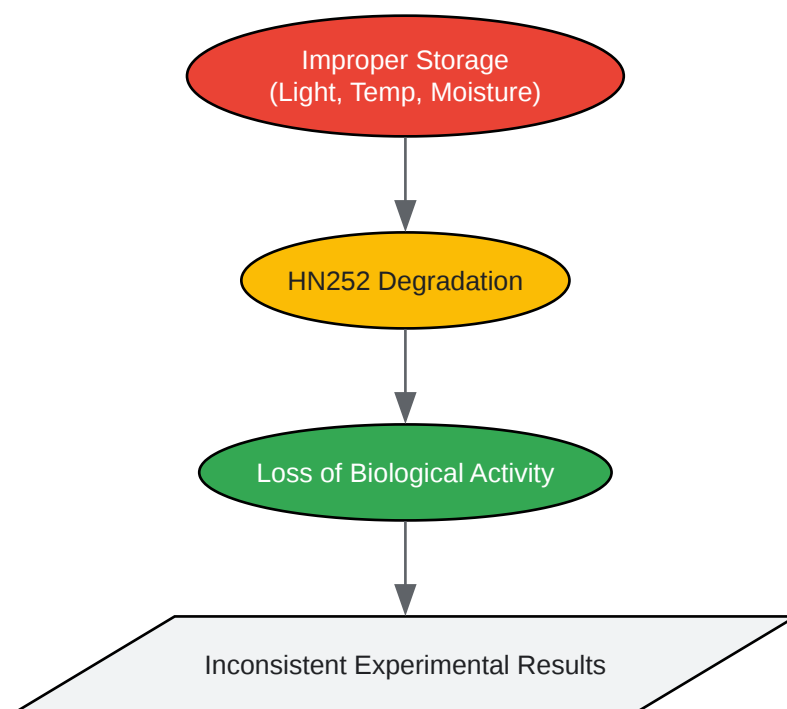 Improper Storage
(Light, Temp, Moisture)
HN252 Degradation
Loss of Biological Activity
Inconsistent Experimental Results